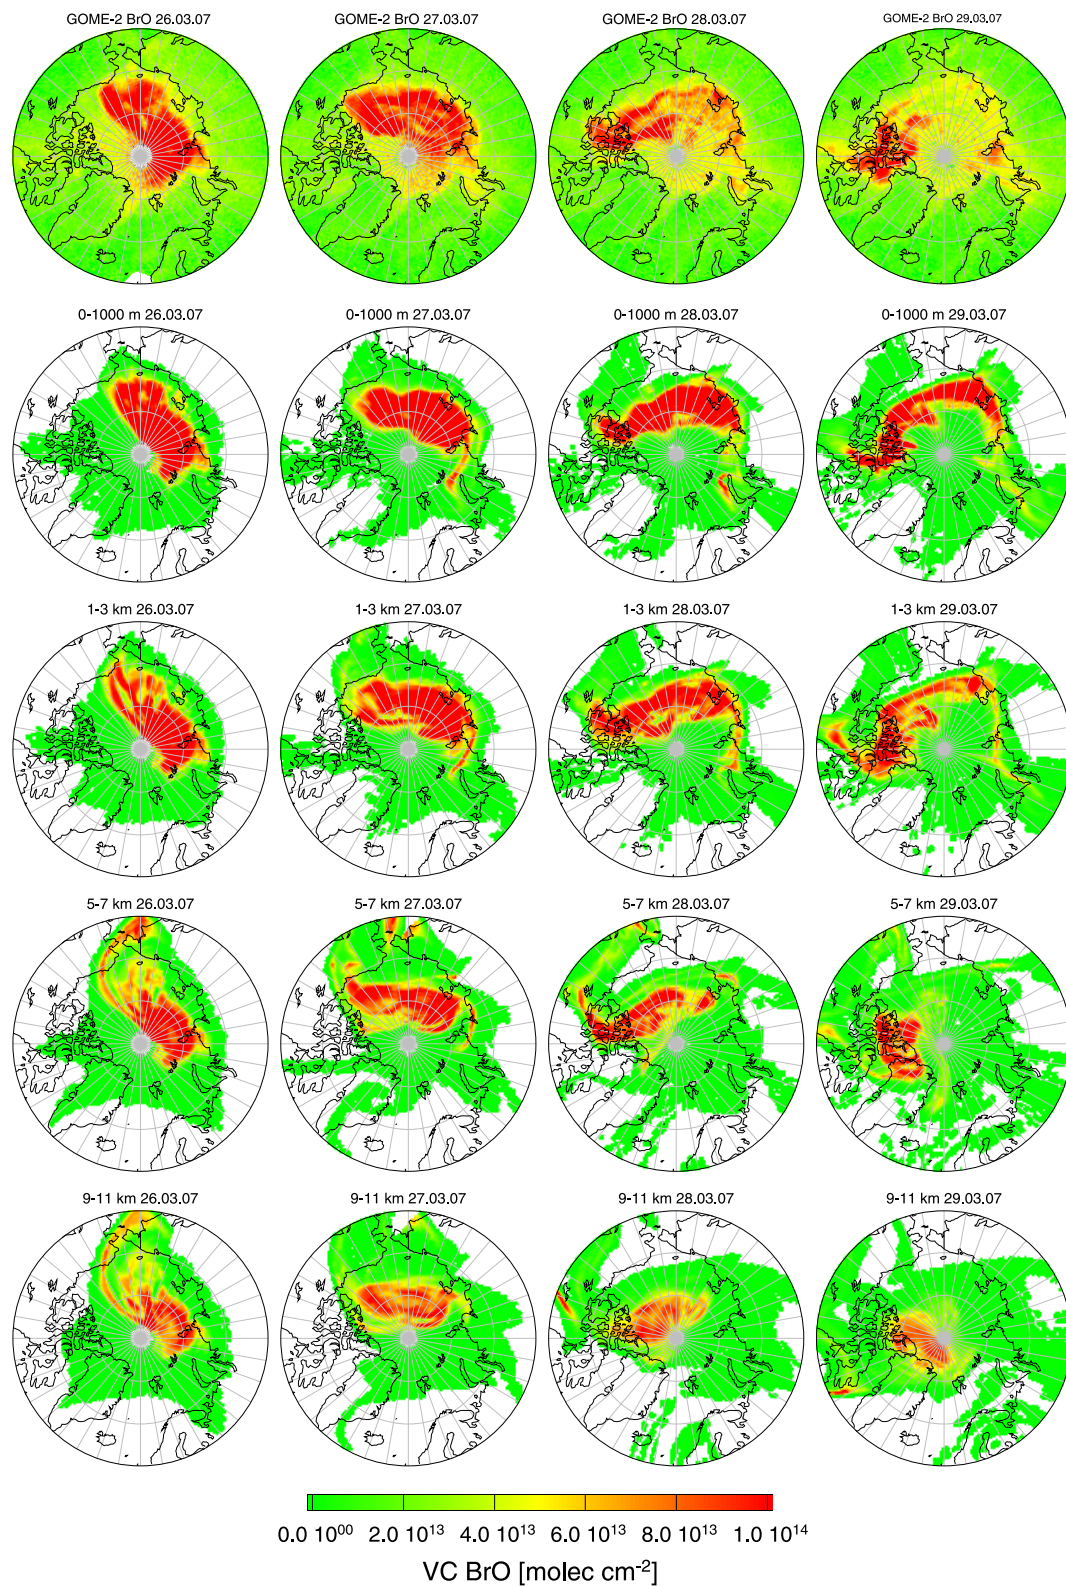 GOME-2 BrO 26.03.07 GOME-2 BrO 27.03.07 GOME-2 BrO 28.03.07 GOME-2 BrO 29.03.07
0-1000 m 26.03.07 0-1000 m 27.03.07 0-1000 m 28.03.07 0-1000 m 29.03.07
1-3 km 26.03.07 1-3 km 27.03.07 1-3 km 28.03.07 1-3 km 29.03.07
5-7 km 26.03.07 5-7 km 27.03.07 5-7 km 28.03.07 5-7 km 29.03.07
9-11 km 26.03.07 9-11 km 27.03.07 9-11 km 28.03.07 9-11 km 29.03.07
0.0 10⁰⁰ 2.0 10¹³ 4.0 10¹³ 6.0 10¹³ 8.0 10¹³ 1.0 10¹⁴
VC BrO [molec cm⁻²]